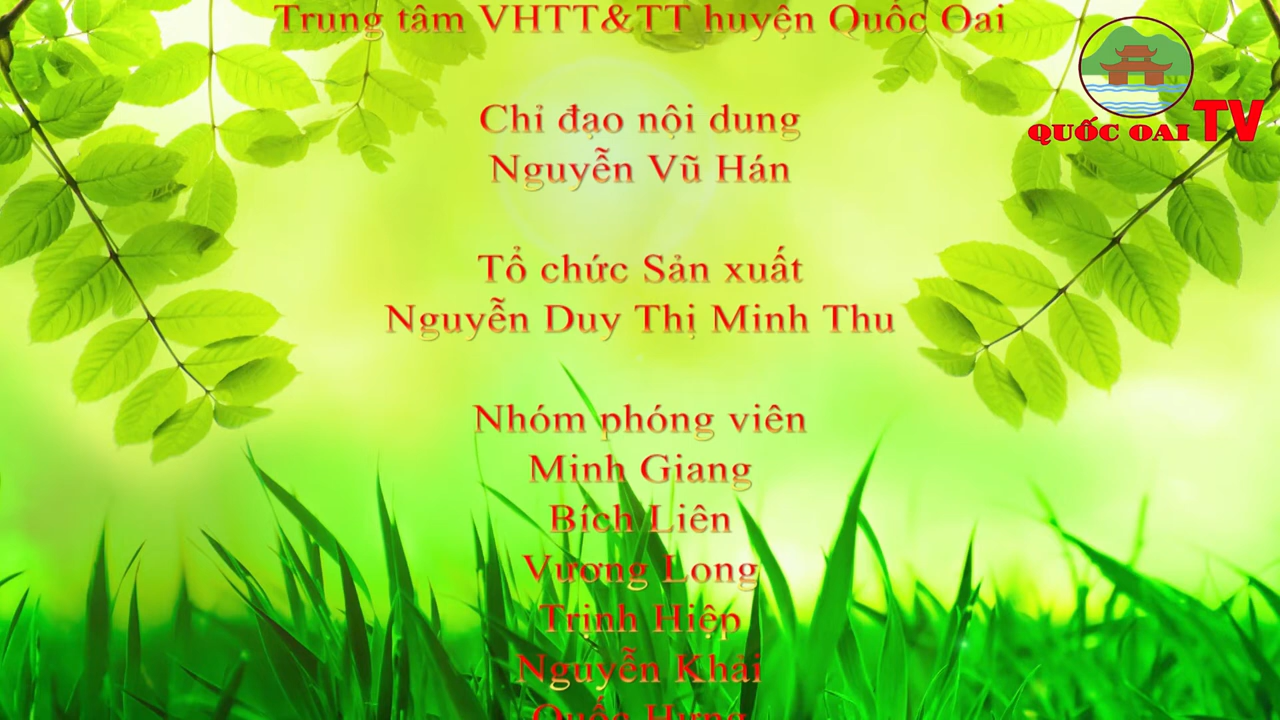 Trung tâm VHTT&TT huyện Quốc Oai
Chỉ đạo nội dung
Nguyễn Vũ Hán
Tổ chức Sản xuất
Nguyễn Duy Thị Minh Thu
Nhóm phóng viên
Minh Giang
Bích Liên
Vương Long
Trịnh Hiệp
Nguyễn Khải
Quốc Hưng
QUỐC OAI TV